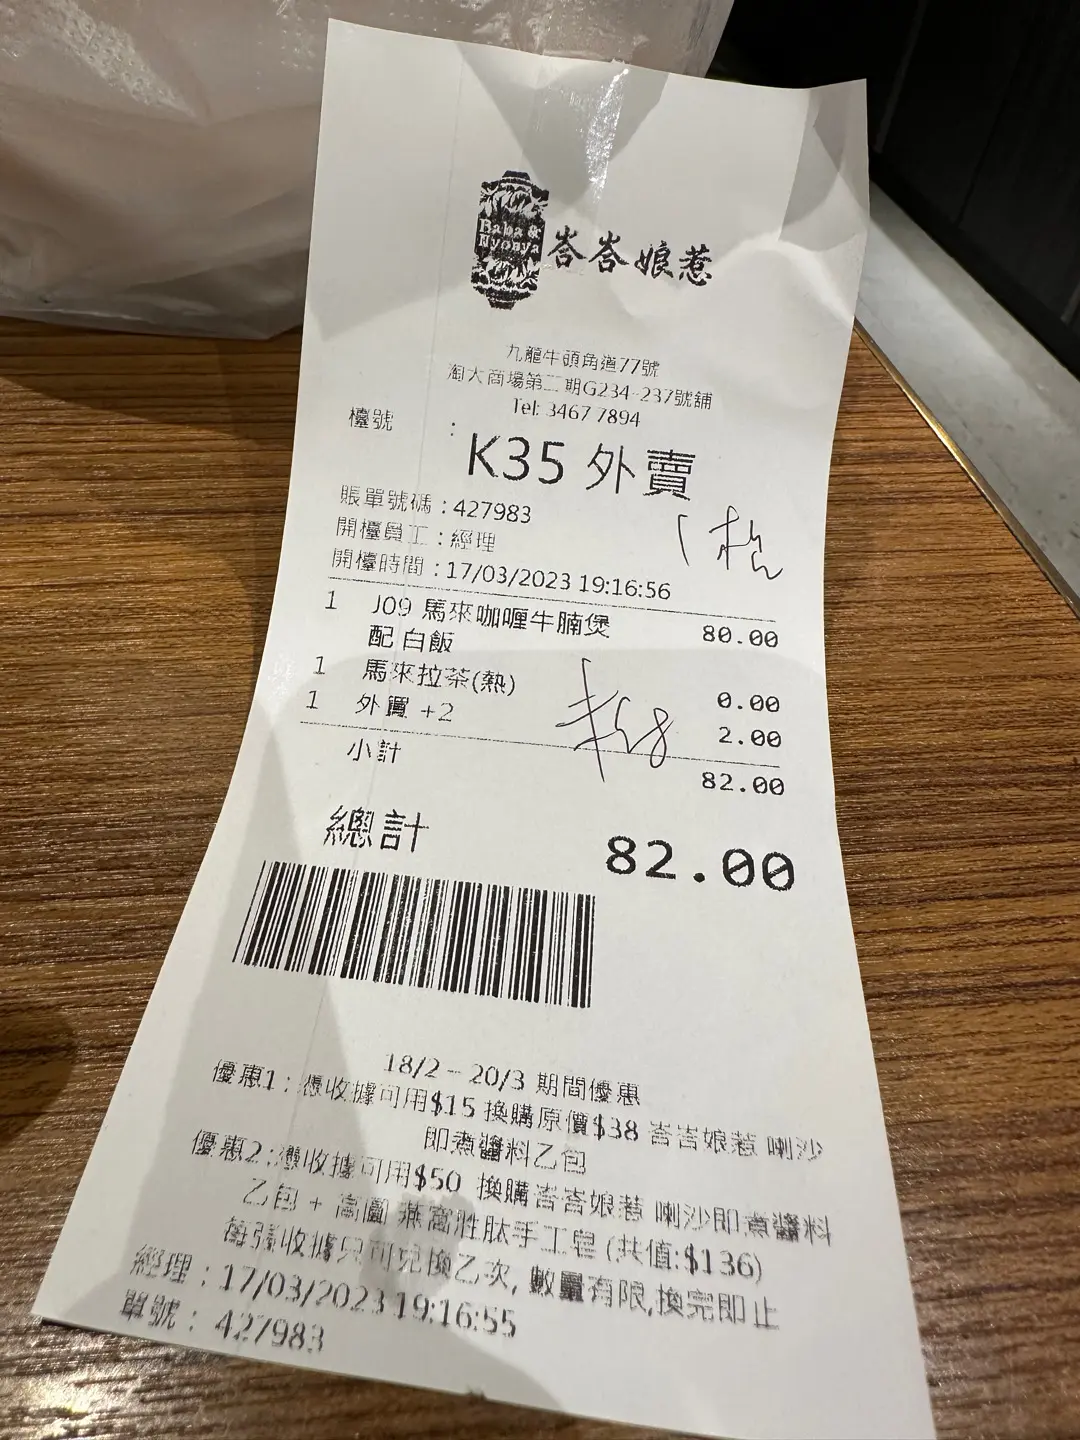 Baba &
Nyonya
峇峇娘惹
九龍牛頭角道77號
淘大商場第二期G234-237號舖
Tel: 3467 7894
檯號 : K35 外賣
賬單號碼 : 427983
開檯員工 : 經理
開檯時間 : 17/03/2023 19:16:56
1 J09 馬來咖喱牛腩煲 80.00
配 白飯
1 馬來拉茶(熱) 0.00
1 外賣 +2 2.00
小計 82.00
總計 82.00
18/2 - 20/3 期間優惠
優惠1 : 憑收據可用$15 換購原價$38 峇峇娘惹 喇沙
即煮醬料乙包
優惠2 : 憑收據可用$50 換購峇峇娘惹 喇沙即煮醬料
乙包 + 富圖 燕窩胜肽手工皂 (共值:$136)
每張收據只可兌換乙次, 數量有限,換完即止
經理 : 17/03/2023 19:16:55
單號 : 427983